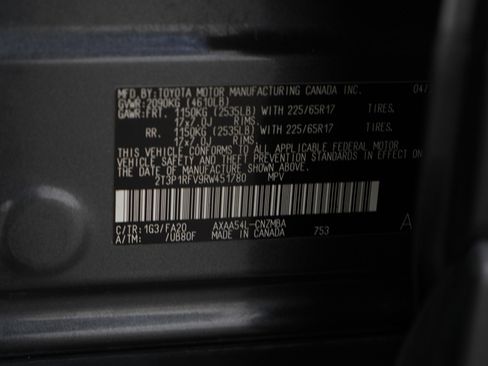 MFD.BY:TOYOTA MOTOR MANUFACTURING CANADA INC. 04/
GVWR:2090KG (4610LB)
GAWR:FRT. 1150KG (2535LB) WITH 225/65R17 TIRES.
17x7.0J RIMS.
RR. 1150KG (2535LB) WITH 225/65R17 TIRES.
17x7.0J RIMS.
THIS VEHICLE CONFORMS TO ALL APPLICABLE FEDERAL MOTOR
VEHICLE SAFETY AND THEFT PREVENTION STANDARDS IN EFFECT ON
THE DATE OF MANUFACTURE SHOWN ABOVE.
2T3P1RFV9RW451780 MPV
C/TR:1G3/FA20 AXAA54L-CNZMBA
A/TM: /UB80F MADE IN CANADA 753 A